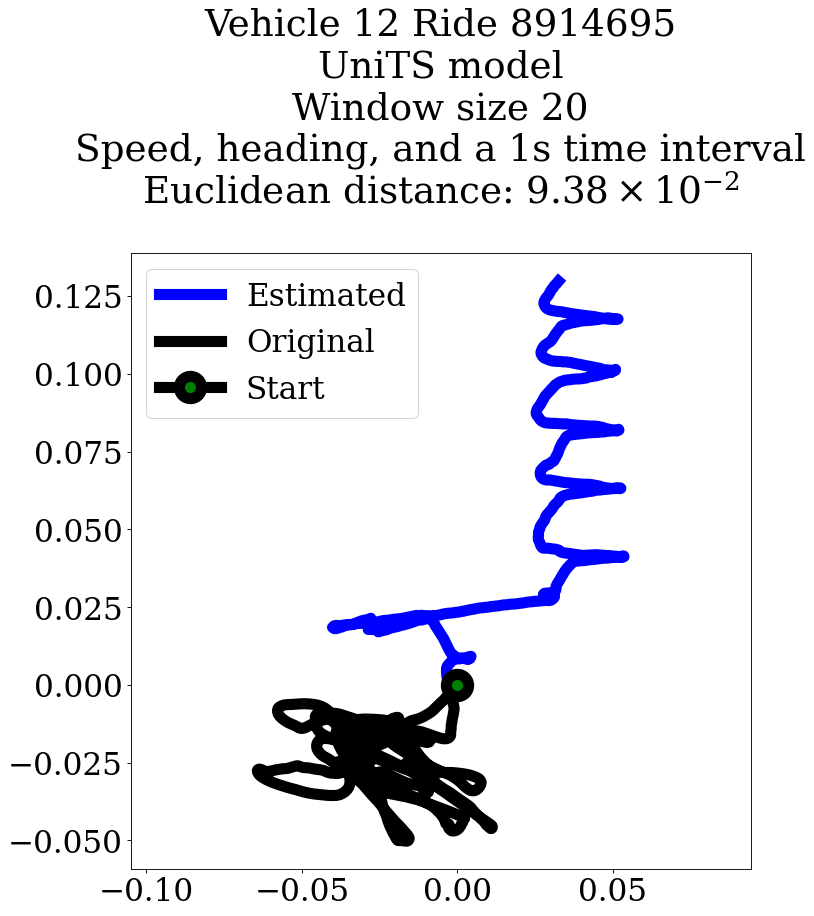 Vehicle 12 Ride 8914695
UniTS model
Window size 20
Speed, heading, and a 1s time interval
Euclidean distance: 9.38 × 10⁻²
Estimated
Original
Start
0.125
0.100
0.075
0.050
0.025
0.000
−0.025
−0.050
−0.10 −0.05 0.00 0.05